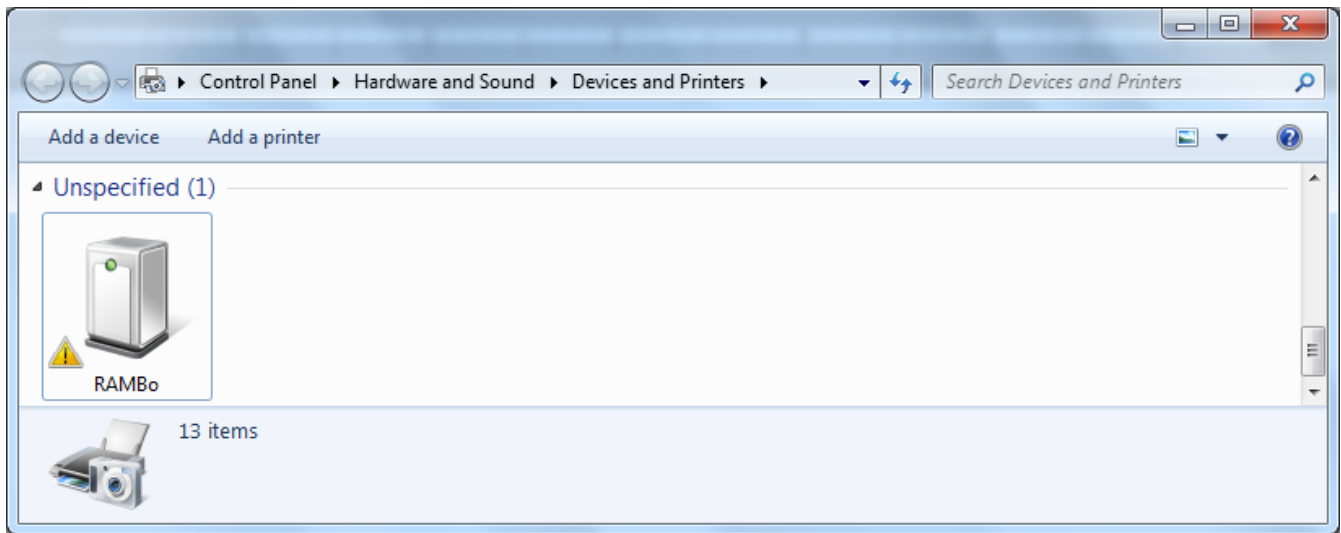 Control Panel Hardware and Sound Devices and Printers Search Devices and Printers
Add a device Add a printer
Unspecified (1)
RAMBo
13 items